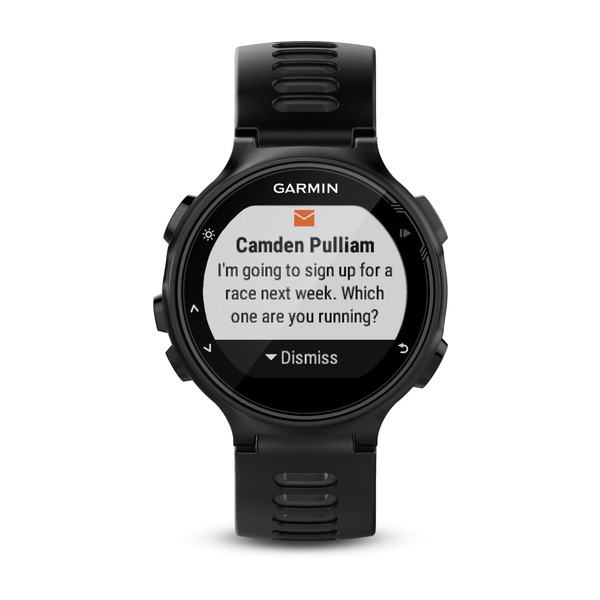 GARMIN
Camden Pulliam
I'm going to sign up for a
race next week. Which
one are you running?
Dismiss